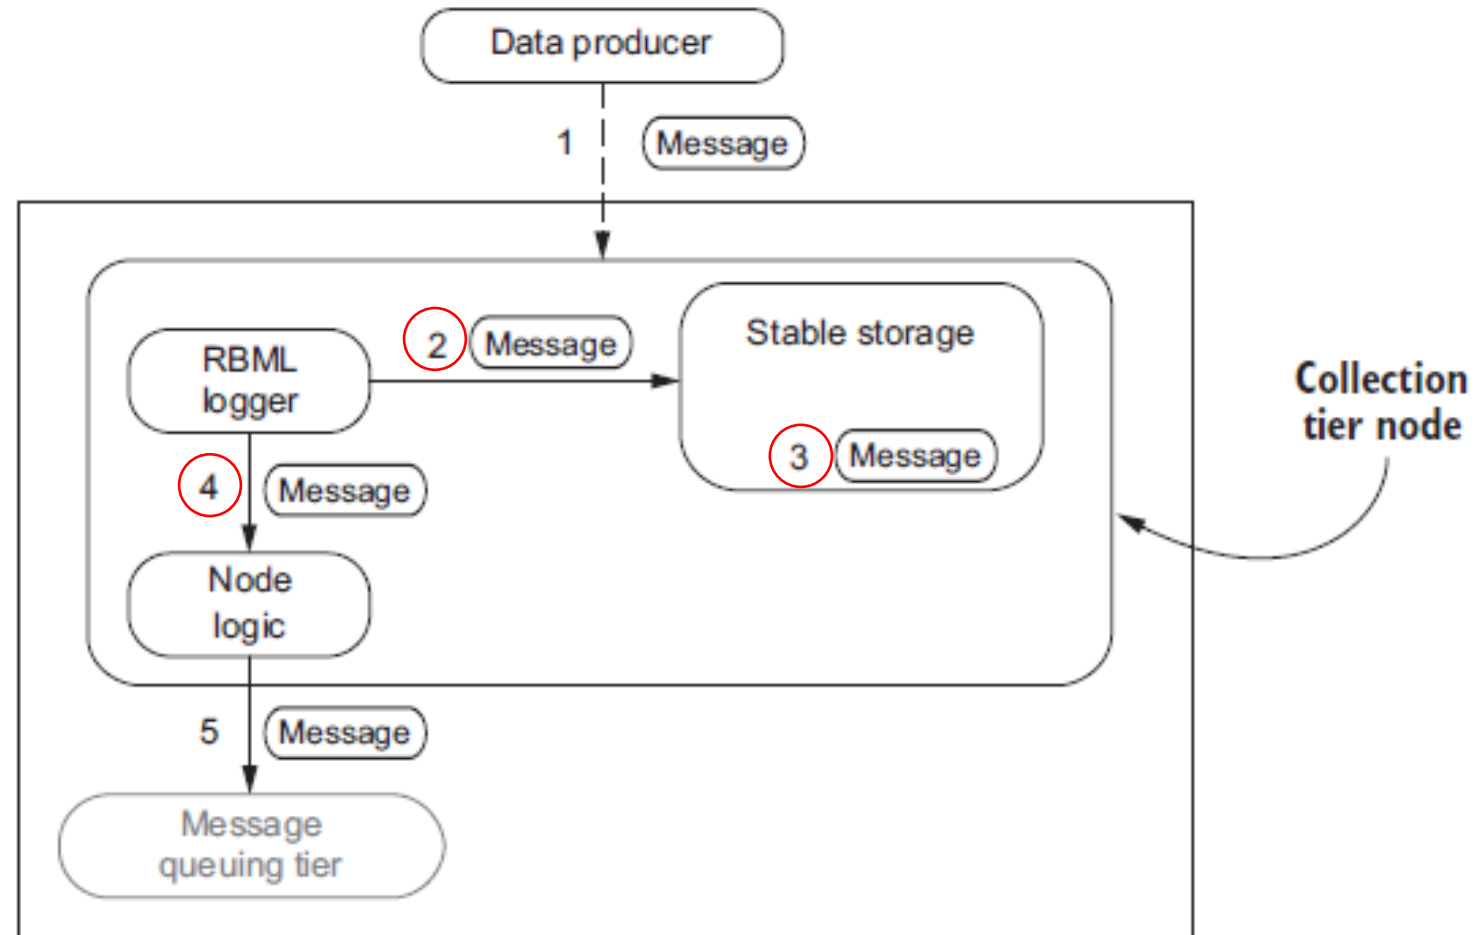 Data producer
1 Message
2 Message
RBML
logger
Stable storage
3 Message
4 Message
Collection
tier node
Node
logic
5 Message
Message
queuing tier